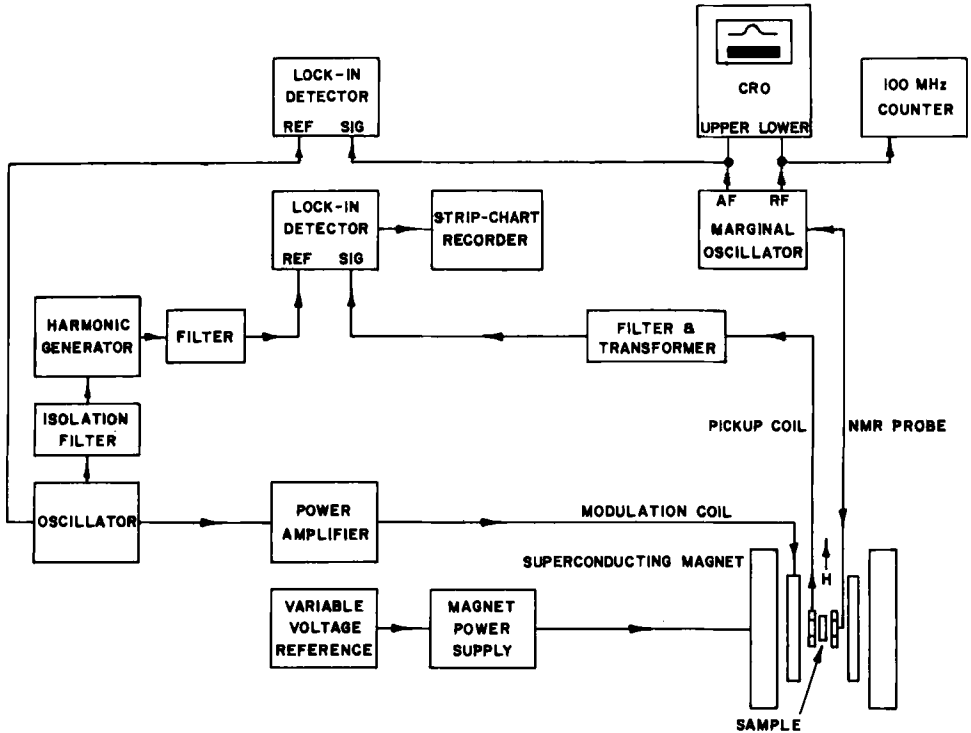 LOCK-IN
DETECTOR
REF SIG
CRO
UPPER LOWER
100 MHz
COUNTER
LOCK-IN
DETECTOR
REF SIG
STRIP-CHART
RECORDER
AF RF
MARGINAL
OSCILLATOR
HARMONIC
GENERATOR
FILTER
FILTER &
TRANSFORMER
ISOLATION
FILTER
PICKUP COIL
NMR PROBE
OSCILLATOR
POWER
AMPLIFIER
MODULATION COIL
SUPERCONDUCTING MAGNET
H
VARIABLE
VOLTAGE
REFERENCE
MAGNET
POWER
SUPPLY
SAMPLE